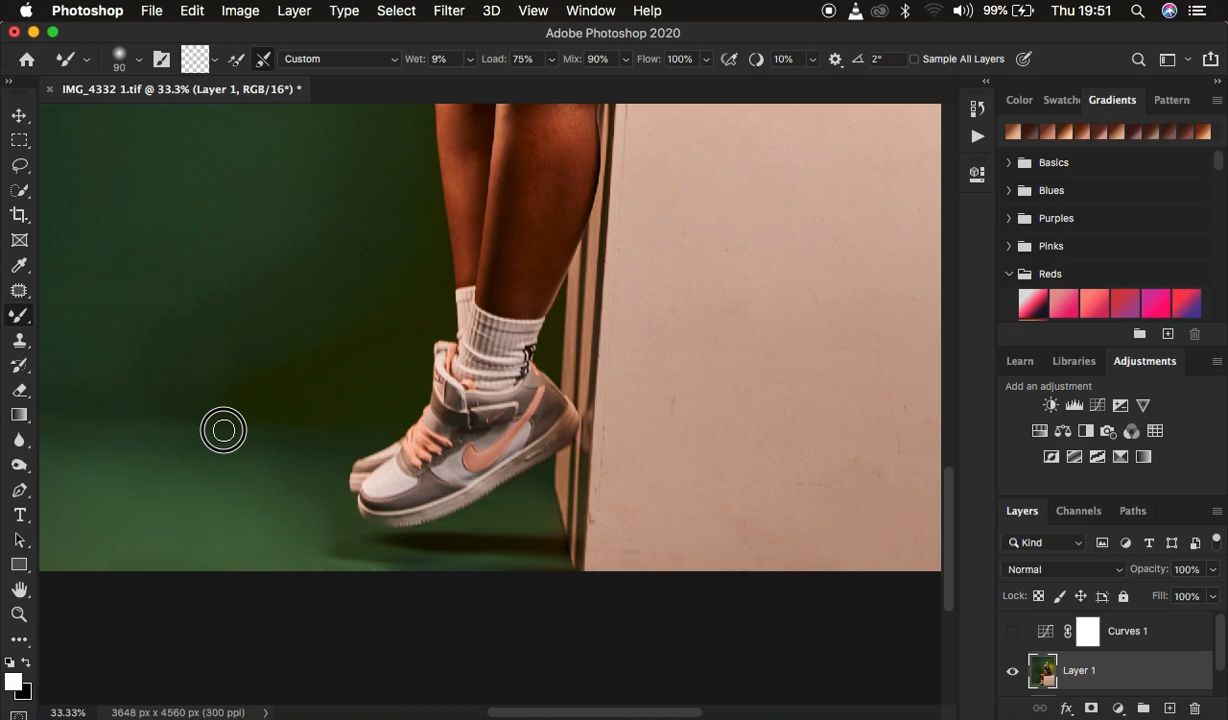 Photoshop File Edit Image Layer Type Select Filter 3D View Window Help 99% Thu 19:51
Adobe Photoshop 2020
90 Custom Wet: 9% Load: 75% Mix: 90% Flow: 100% 10% 2° Sample All Layers
IMG_4332 1.tif @ 33.3% (Layer 1, RGB/16*) *
Color Swatche Gradients Pattern
Basics
Blues
Purples
Pinks
Reds
Learn Libraries Adjustments
Add an adjustment
Layers Channels Paths
Kind
Normal Opacity: 100%
Lock: Fill: 100%
Curves 1
Layer 1
33.33% 3648 px x 4560 px (300 ppi)